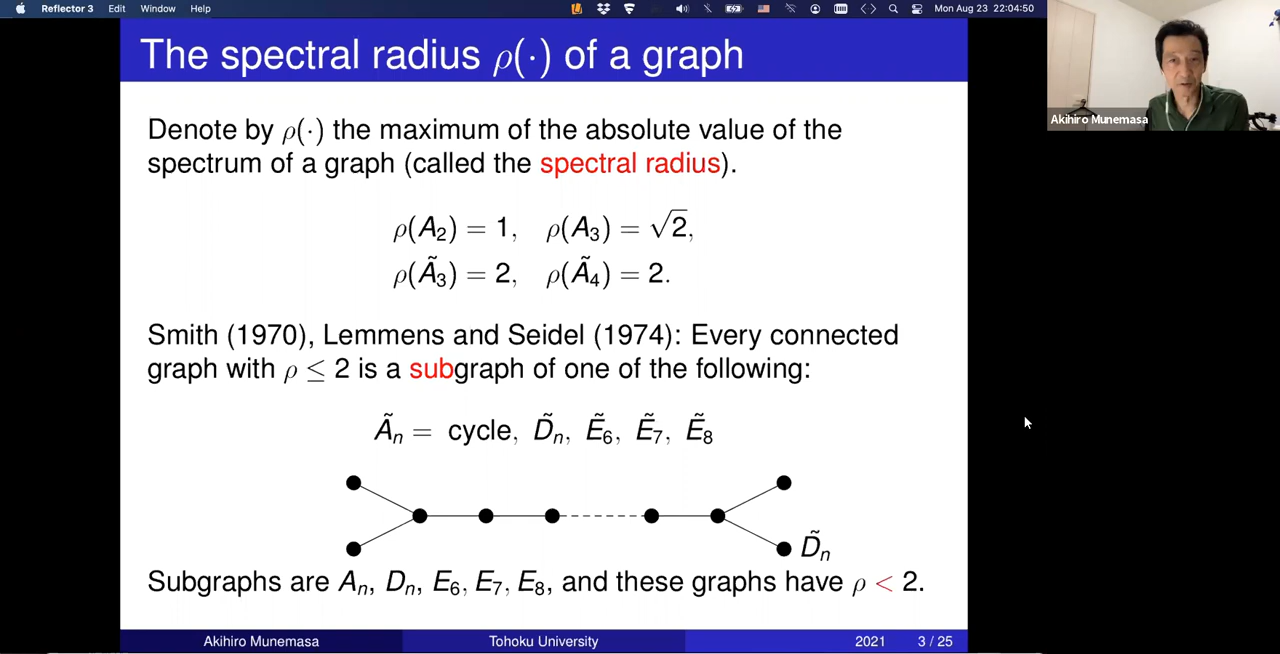 Reflector 3 Edit Window Help Mon Aug 23 22:04:50
The spectral radius ρ(·) of a graph
Denote by ρ(·) the maximum of the absolute value of the
spectrum of a graph (called the spectral radius).
ρ(A₂) = 1, ρ(A₃) = √2,
ρ(Ã₃) = 2, ρ(Ã₄) = 2.
Smith (1970), Lemmens and Seidel (1974): Every connected
graph with ρ ≤ 2 is a subgraph of one of the following:
Ãₙ = cycle, D̃ₙ, Ẽ₆, Ẽ₇, Ẽ₈
D̃ₙ
Subgraphs are Aₙ, Dₙ, E₆, E₇, E₈, and these graphs have ρ < 2.
Akihiro Munemasa Tohoku University 2021 3 / 25
Akihiro Munemasa